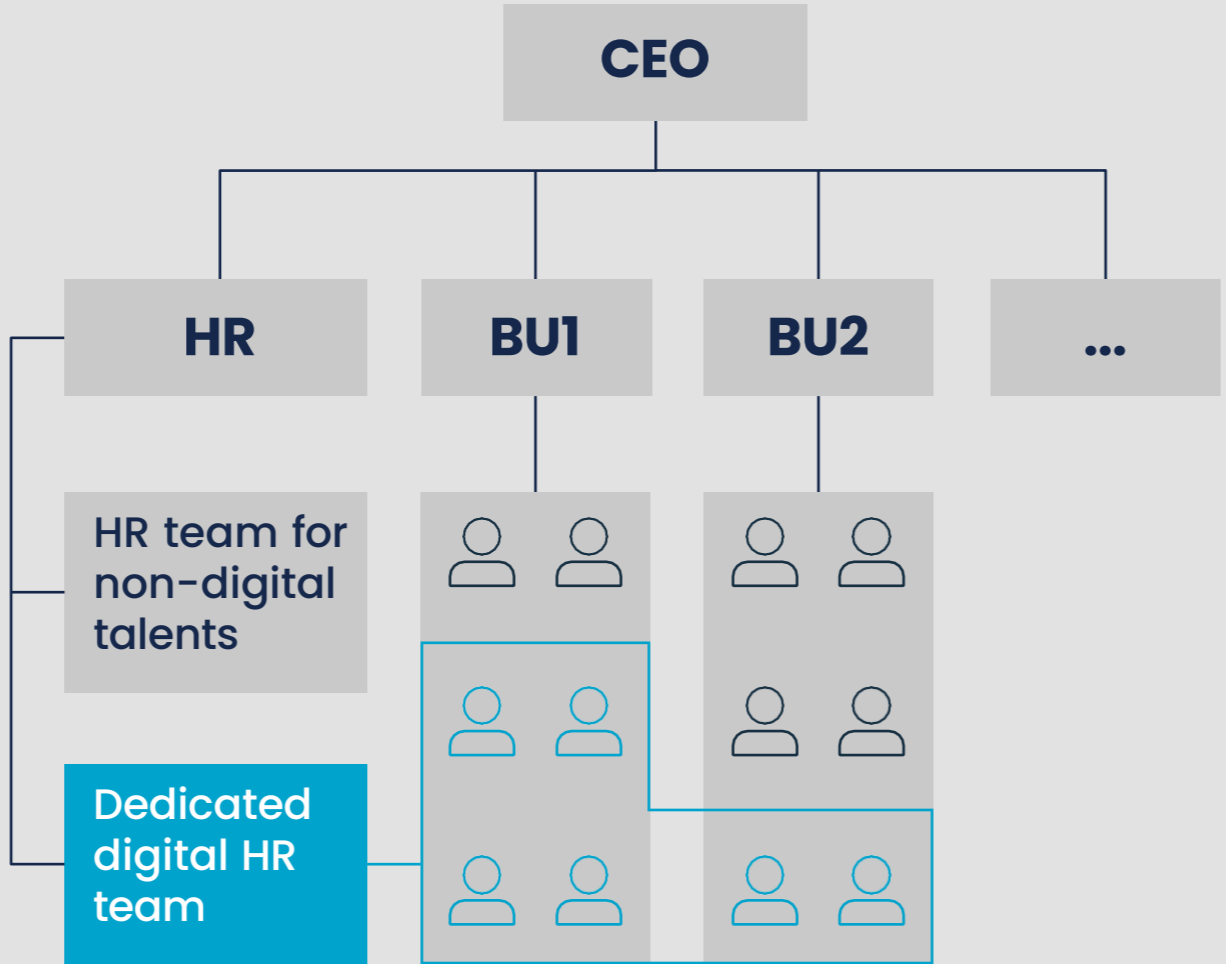 CEO
HR
BU1
BU2
...
HR team for
non-digital
talents
Dedicated
digital HR
team